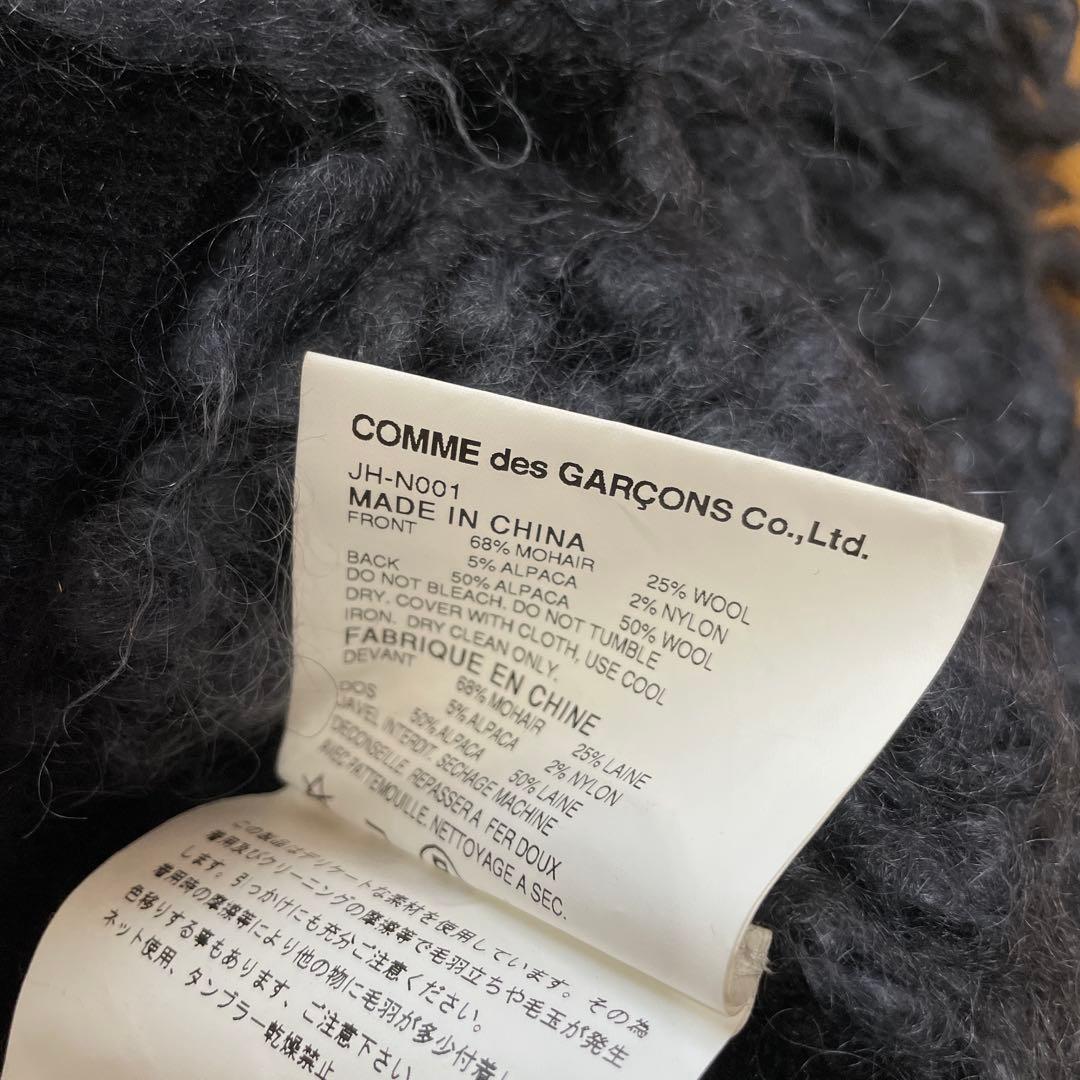 COMME des GARÇONS Co.,Ltd.
JH-N001
MADE IN CHINA
FRONT 68% MOHAIR 25% WOOL
5% ALPACA 2% NYLON
BACK 50% ALPACA 50% WOOL
DO NOT BLEACH. DO NOT TUMBLE
DRY. COVER WITH CLOTH, USE COOL
IRON. DRY CLEAN ONLY.
FABRIQUE EN CHINE
DEVANT 68% MOHAIR 25% LAINE
5% ALPACA 2% NYLON
DOS 50% ALPACA 50% LAINE
JAVEL INTERDIT. SECHAGE MACHINE
DECONSEILLE. REPASSER A FER DOUX
AVEC PATTEMOUILLE. NETTOYAGE A SEC.
この製品はデリケートな素材を使用しています。その為
着用及びクリーニングの摩擦等で毛羽立ちや毛玉が発生
します。引っかけにも充分ご注意ください。
着用時の摩擦等により他の物に毛羽が多少付着し
色移りする事もあります、ご注意下さい
ネット使用、タンブラー乾燥禁止